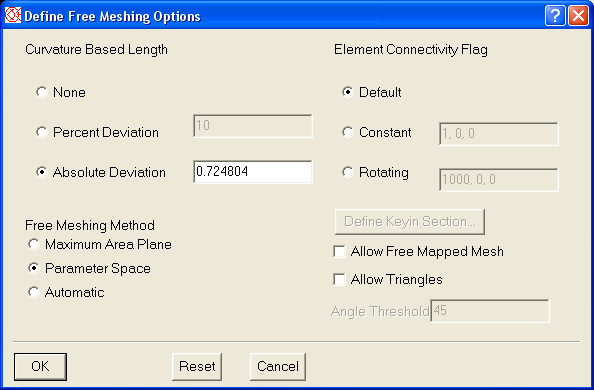 Define Free Meshing Options
Curvature Based Length
Element Connectivity Flag
None
Default
Percent Deviation
10
Constant
1, 0, 0
Absolute Deviation
0.724804
Rotating
1000, 0, 0
Define Keyin Section...
Free Meshing Method
Maximum Area Plane
Allow Free Mapped Mesh
Parameter Space
Allow Triangles
Automatic
Angle Threshold
45
OK
Reset
Cancel